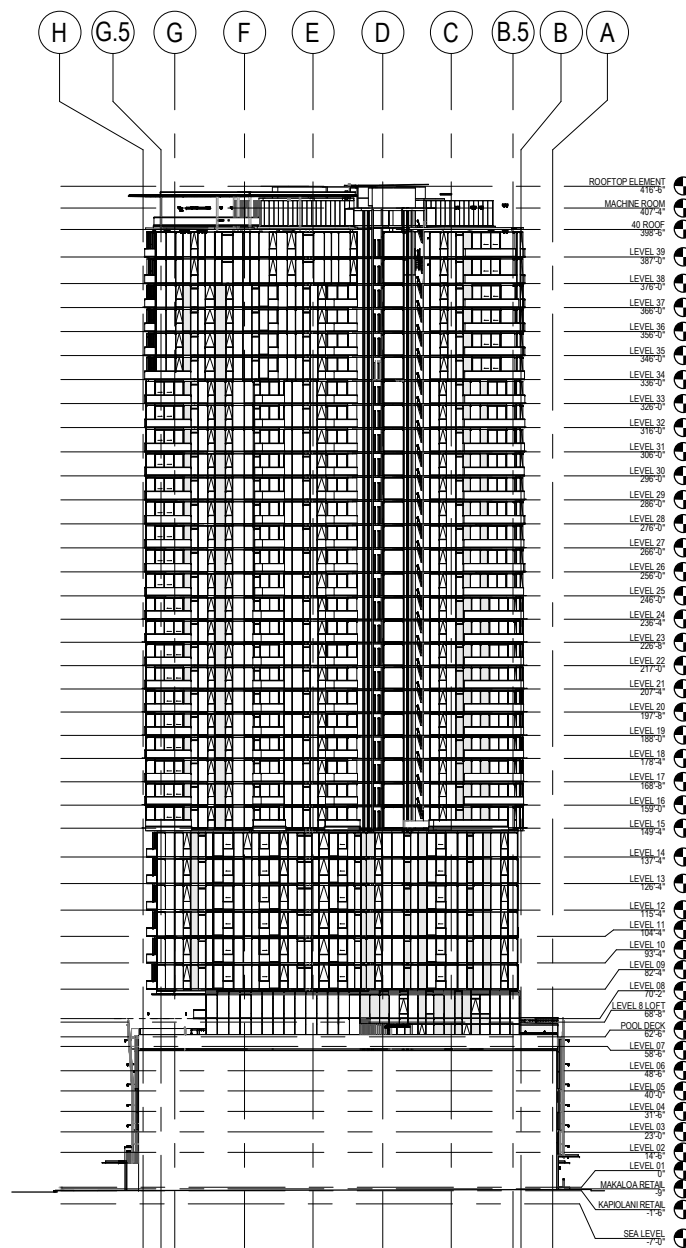 H G.5 G F E D C B.5 B A
ROOFTOP ELEMENT
416'-6"
MACHINE ROOM
407'-4"
40 ROOF
398'-6"
LEVEL 39
387'-0"
LEVEL 38
376'-0"
LEVEL 37
366'-0"
LEVEL 36
356'-0"
LEVEL 35
346'-0"
LEVEL 34
336'-0"
LEVEL 33
326'-0"
LEVEL 32
316'-0"
LEVEL 31
306'-0"
LEVEL 30
296'-0"
LEVEL 29
286'-0"
LEVEL 28
276'-0"
LEVEL 27
266'-0"
LEVEL 26
256'-0"
LEVEL 25
246'-0"
LEVEL 24
236'-4"
LEVEL 23
226'-8"
LEVEL 22
217'-0"
LEVEL 21
207'-4"
LEVEL 20
197'-8"
LEVEL 19
188'-0"
LEVEL 18
178'-4"
LEVEL 17
168'-8"
LEVEL 16
159'-0"
LEVEL 15
149'-4"
LEVEL 14
137'-4"
LEVEL 13
126'-4"
LEVEL 12
115'-4"
LEVEL 11
104'-4"
LEVEL 10
93'-4"
LEVEL 09
82'-4"
LEVEL 08
70'-2"
LEVEL 8 LOFT
68'-8"
POOL DECK
62'-6"
LEVEL 07
58'-6"
LEVEL 06
48'-6"
LEVEL 05
40'-0"
LEVEL 04
31'-6"
LEVEL 03
23'-0"
LEVEL 02
14'-6"
LEVEL 01
0"
MAKALOA RETAIL
-9"
KAPIOLANI RETAIL
-1'-6"
SEA LEVEL
-7'-0"